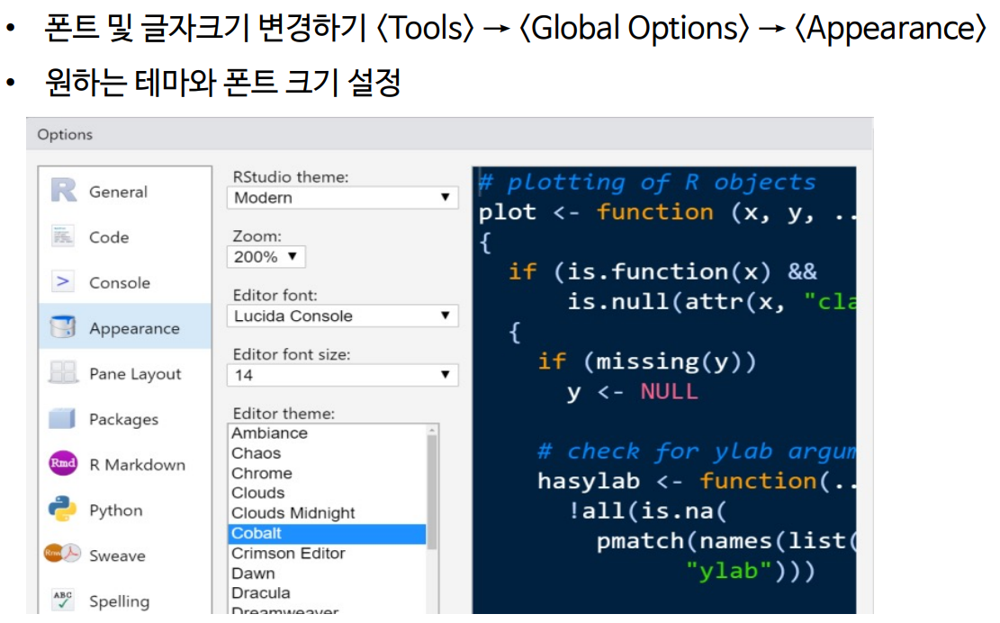 • 폰트 및 글자크기 변경하기 〈Tools〉 → 〈Global Options〉 → 〈Appearance〉
• 원하는 테마와 폰트 크기 설정
Options
R General
Code
> Console
Appearance
Pane Layout
Packages
Rmd R Markdown
Python
Rnw Sweave
ABC Spelling
RStudio theme:
Modern
Zoom:
200%
Editor font:
Lucida Console
Editor font size:
14
Editor theme:
Ambiance
Chaos
Chrome
Clouds
Clouds Midnight
Cobalt
Crimson Editor
Dawn
Dracula
Dreamweaver
# plotting of R objects
plot <- function (x, y, ..
{
if (is.function(x) &&
is.null(attr(x, "cla
{
if (missing(y))
y <- NULL
# check for ylab argum
hasylab <- function(..
!all(is.na(
pmatch(names(list(
"ylab")))